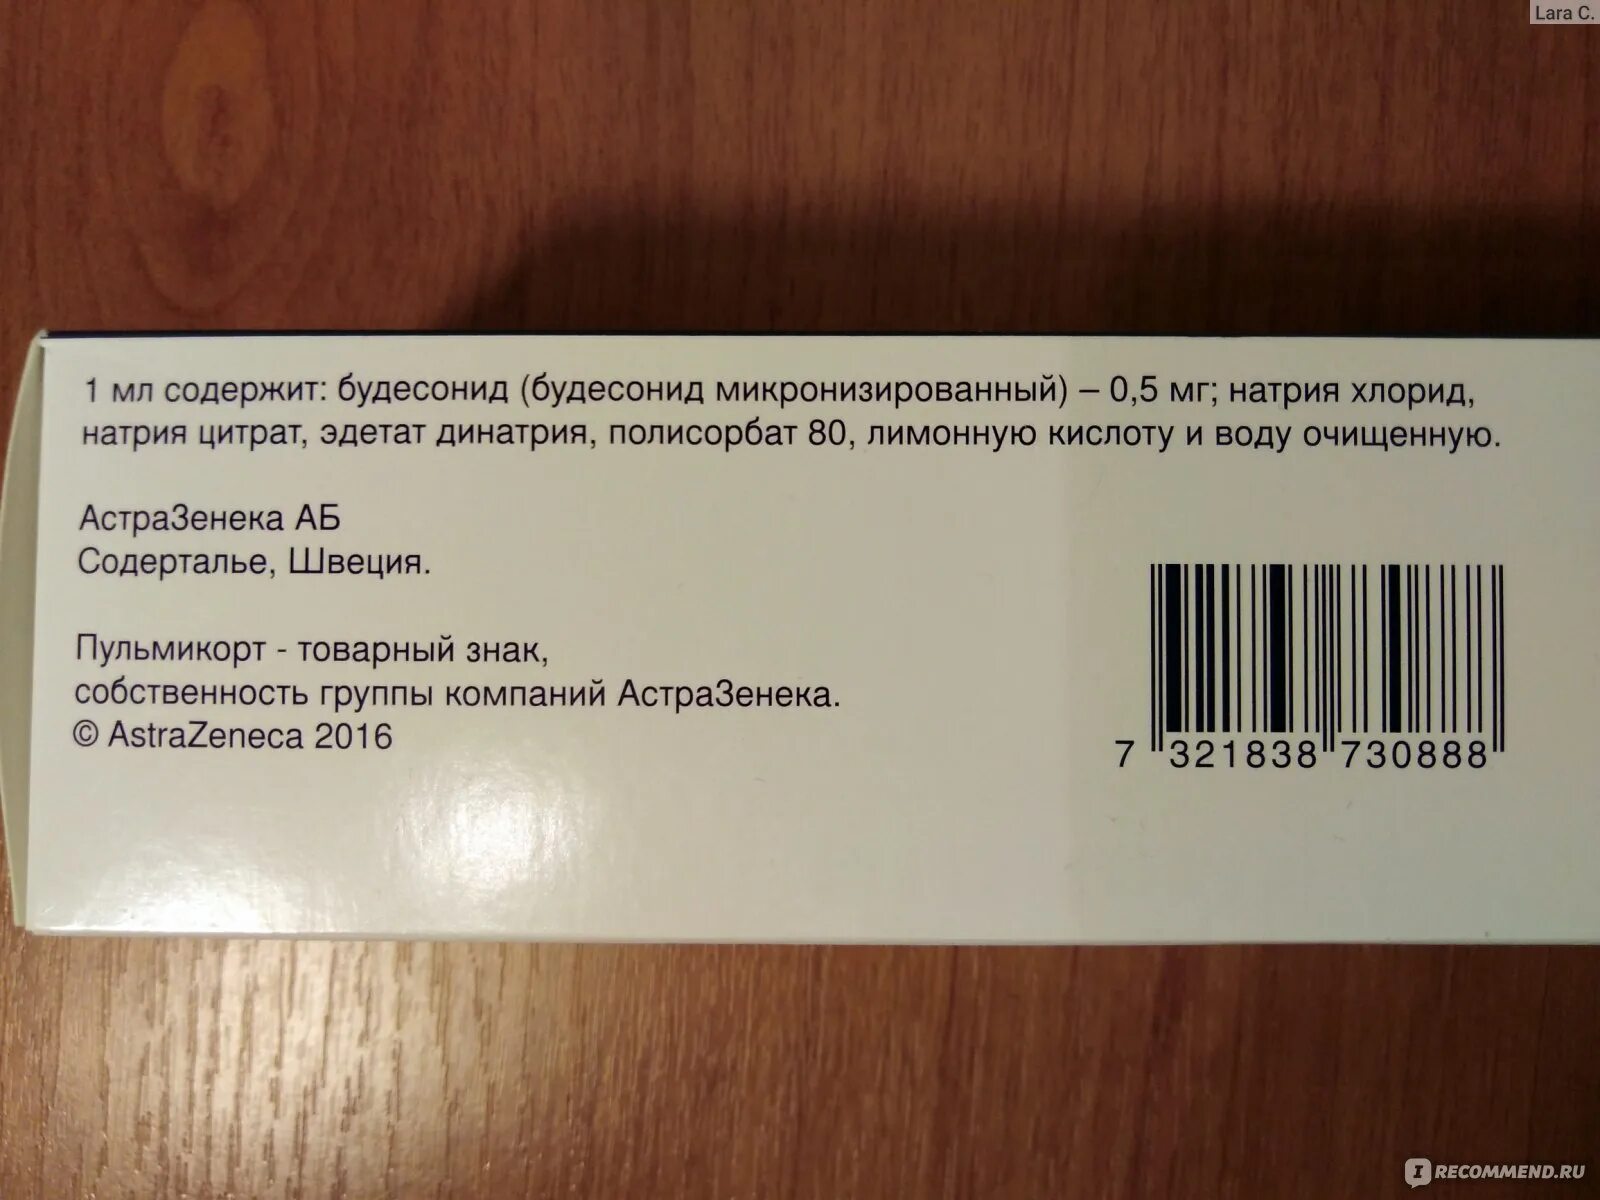 Lara C.
1 мл содержит: будесонид (будесонид микронизированный) – 0,5 мг; натрия хлорид,
натрия цитрат, эдетат динатрия, полисорбат 80, лимонную кислоту и воду очищенную.
АстраЗенека АБ
Содерталье, Швеция.
Пульмикорт - товарный знак,
собственность группы компаний АстраЗенека.
© AstraZeneca 2016
7 321838 730888
IRECOMMEND.RU